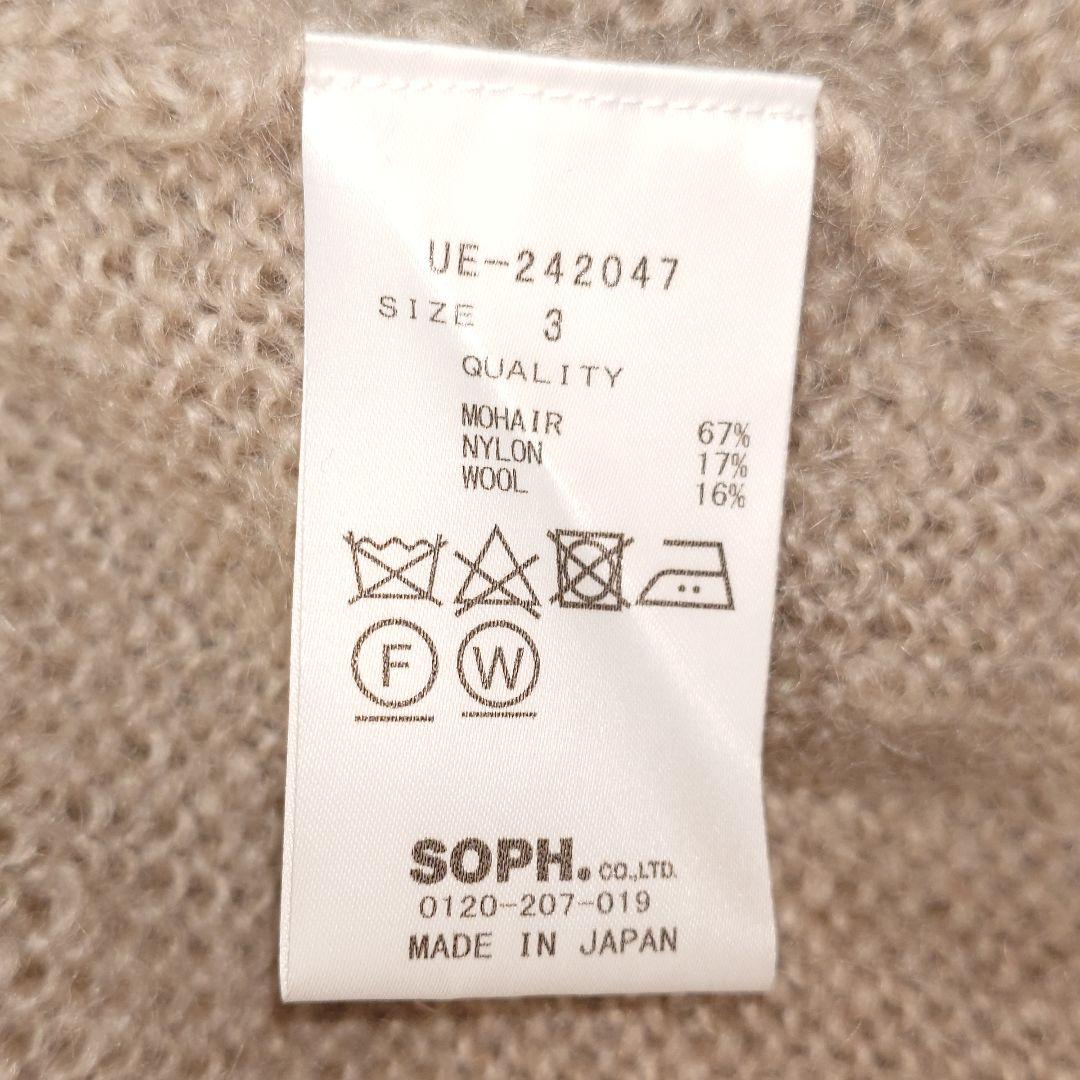 UE-242047
SIZE 3
QUALITY
MOHAIR 67%
NYLON 17%
WOOL 16%
F W
SOPH. CO.,LTD.
0120-207-019
MADE IN JAPAN